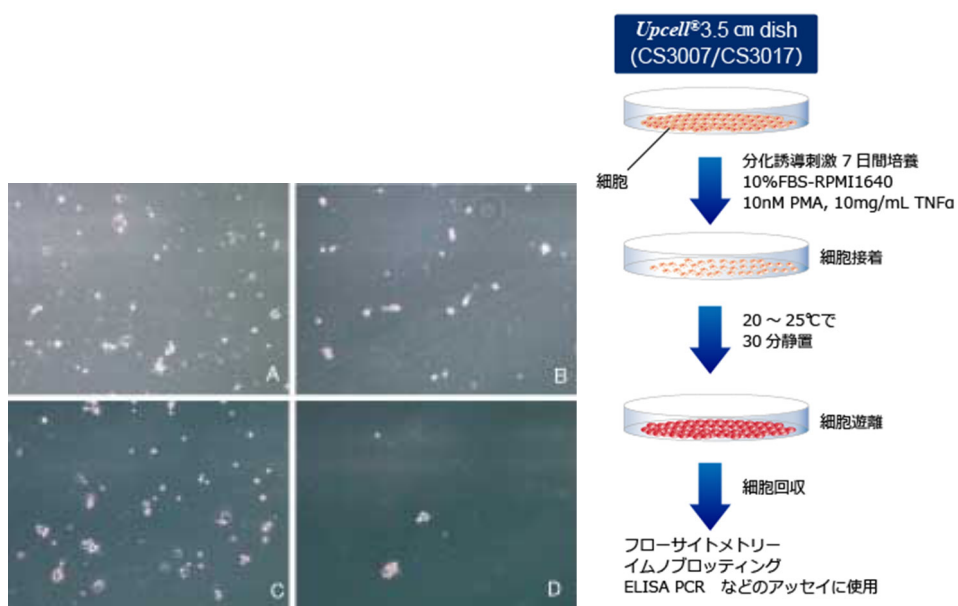 Upcell®3.5 cm dish
(CS3007/CS3017)
細胞
分化誘導刺激 7 日間培養
10%FBS-RPMI1640
10nM PMA, 10mg/mL TNFα
細胞接着
20 ～ 25℃で
30 分静置
細胞遊離
細胞回収
フローサイトメトリー
イムノブロッティング
ELISA PCR などのアッセイに使用
A
B
C
D